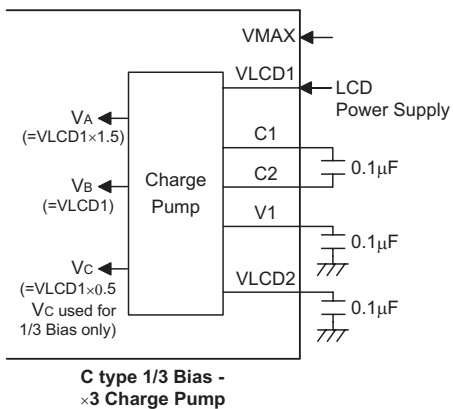 VMAX
VLCD1
LCD
Power Supply
VA
(=VLCD1×1.5)
C1
0.1μF
C2
VB
(=VLCD1)
Charge
Pump
V1
0.1μF
VC
(=VLCD1×0.5
VC used for
1/3 Bias only)
VLCD2
0.1μF
C type 1/3 Bias -
×3 Charge Pump